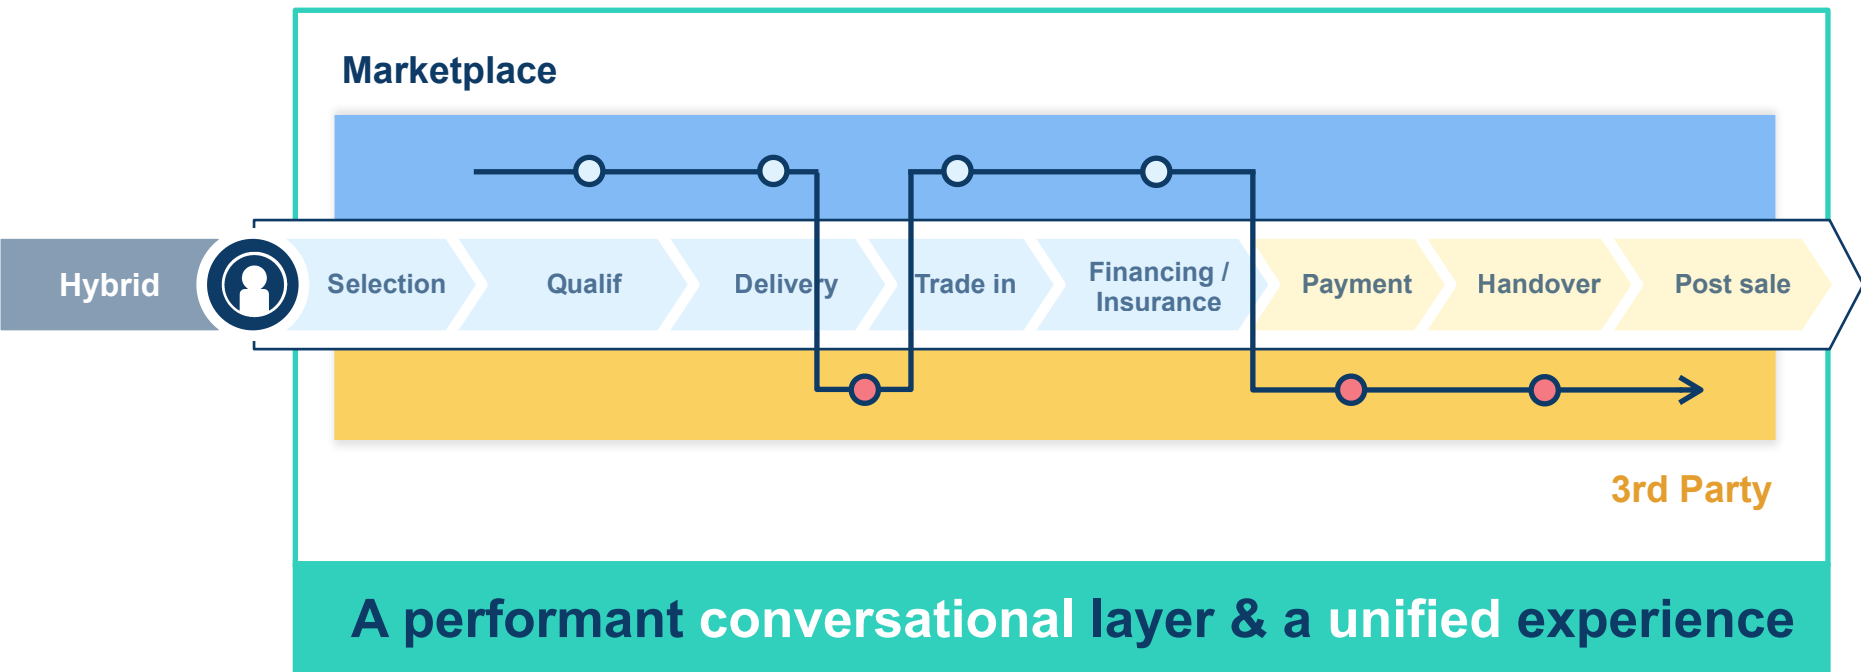 Marketplace
Hybrid
Selection
Qualif
Delivery
Trade in
Financing /
Insurance
Payment
Handover
Post sale
3rd Party
A performant conversational layer & a unified experience